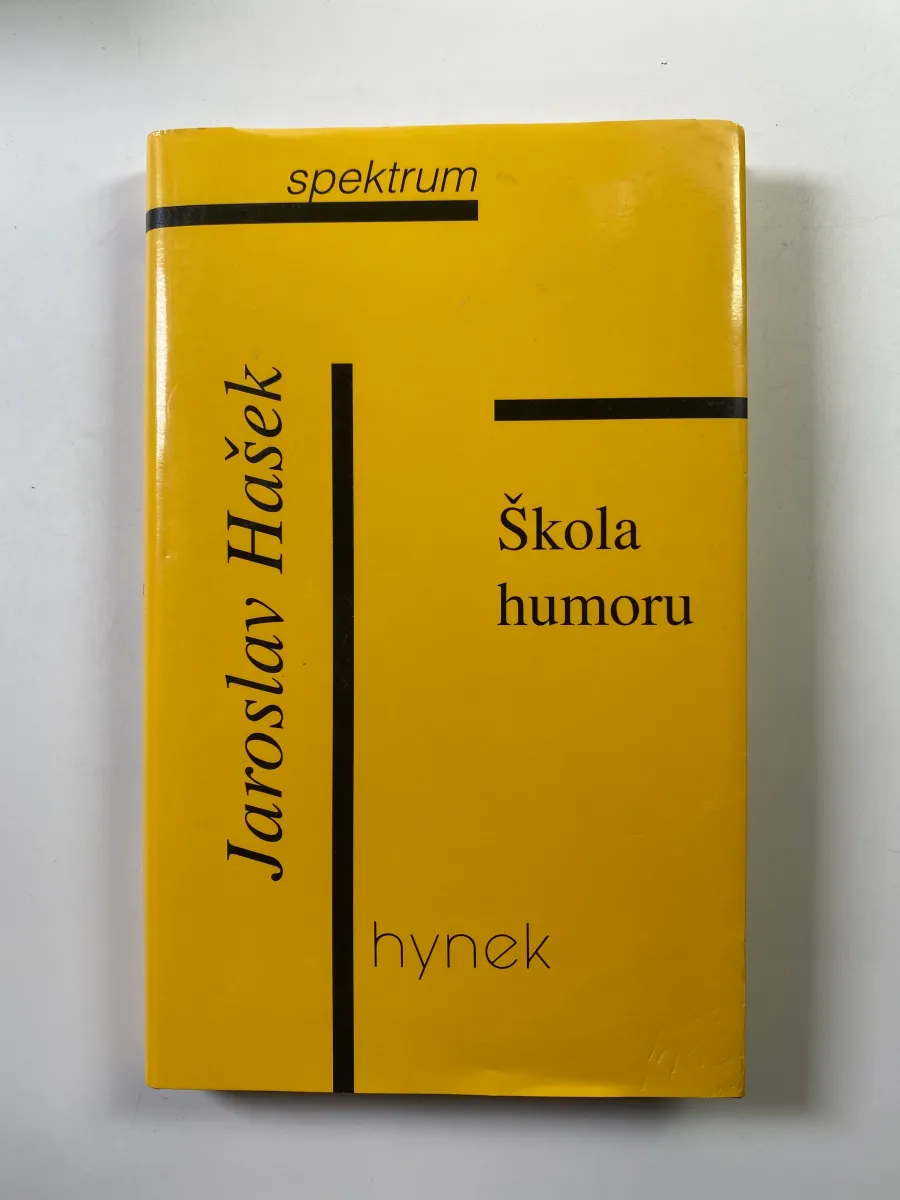 spektrum
Jaroslav Hašek
Škola
humoru
hynek